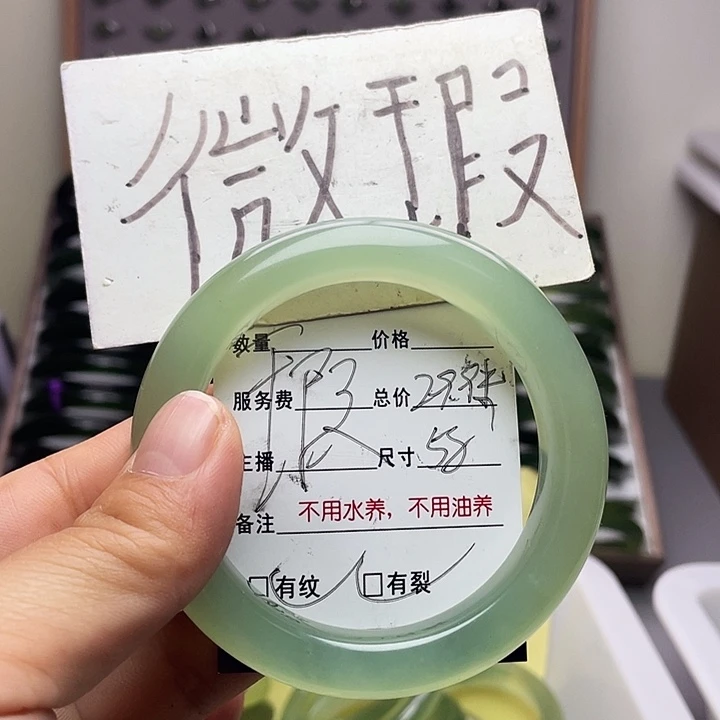 微瑕
数量 价格
服务费 总价
瑕
主播 尺寸 58
备注 不用水养，不用油养
□有纹 □有裂